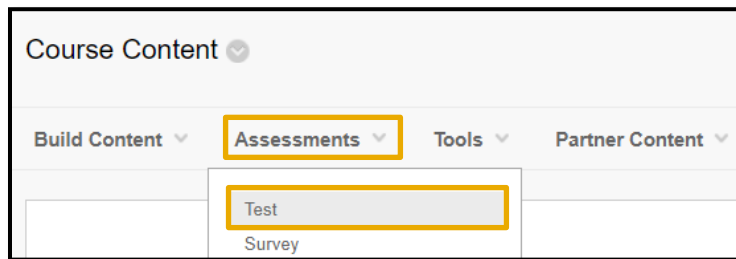 Course Content
Build Content Assessments Tools Partner Content
Test
Survey